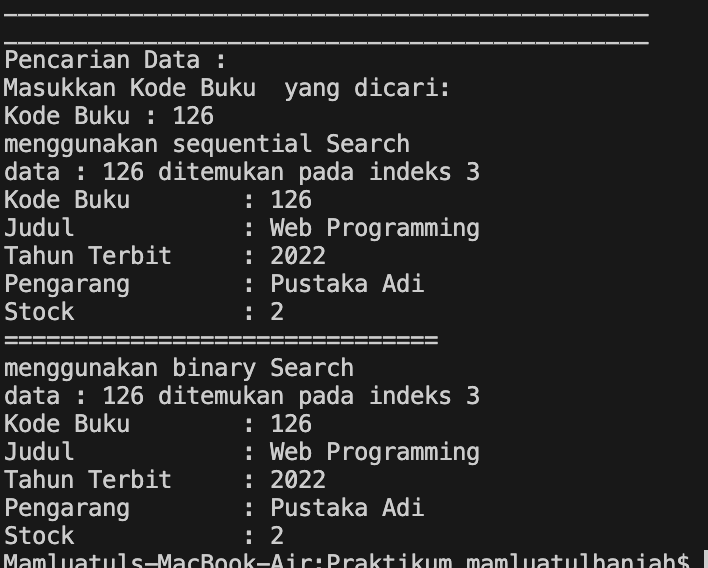 Pencarian Data :
Masukkan Kode Buku  yang dicari:
Kode Buku : 126
menggunakan sequential Search
data : 126 ditemukan pada indeks 3
Kode Buku        : 126
Judul            : Web Programming
Tahun Terbit     : 2022
Pengarang        : Pustaka Adi
Stock            : 2
===============================
menggunakan binary Search
data : 126 ditemukan pada indeks 3
Kode Buku        : 126
Judul            : Web Programming
Tahun Terbit     : 2022
Pengarang        : Pustaka Adi
Stock            : 2
Mamluatuls-MacBook-Air:Praktikum mamluatulhaniah$